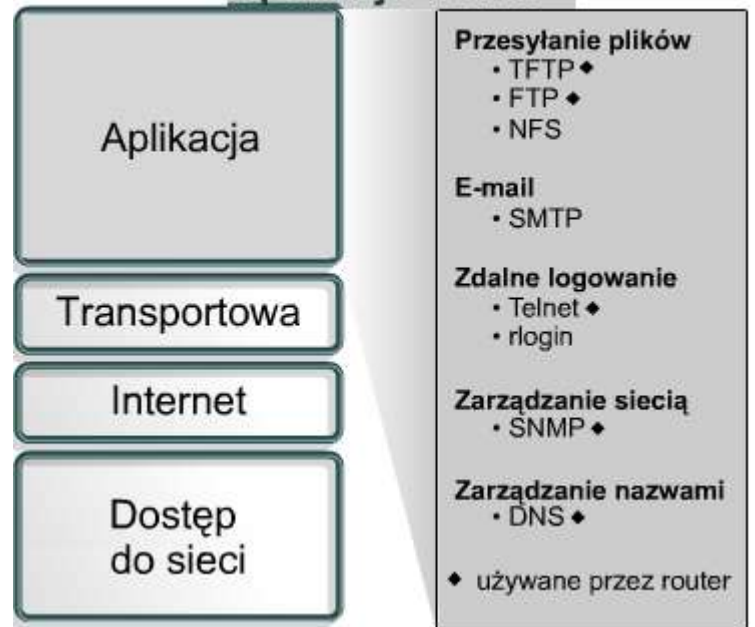 Aplikacja
Transportowa
Internet
Dostęp
do sieci
Przesyłanie plików
• TFTP ◆
• FTP ◆
• NFS
E-mail
• SMTP
Zdalne logowanie
• Telnet ◆
• rlogin
Zarządzanie siecią
• SNMP ◆
Zarządzanie nazwami
• DNS ◆
◆ używane przez router